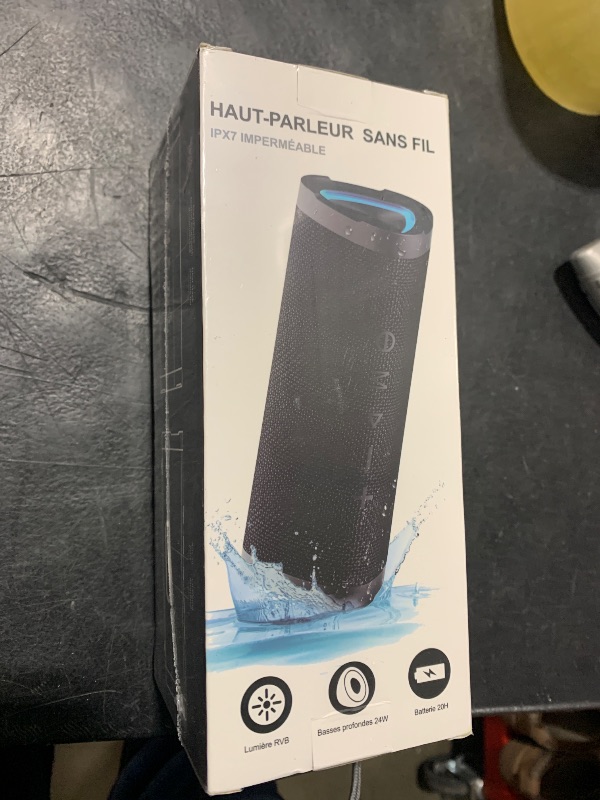 HAUT-PARLEUR SANS FIL
IPX7 IMPERMÉABLE
Lumière RVB
Basses profondes 24W
Batterie 20H